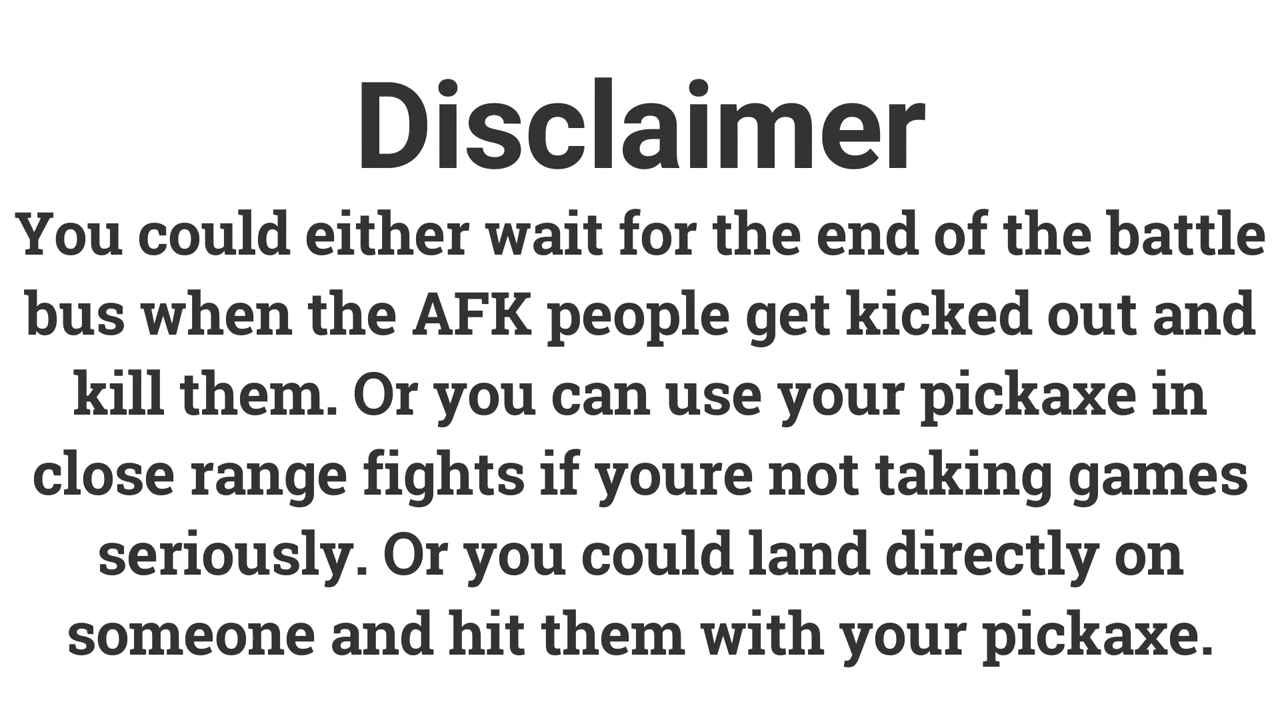 Disclaimer
You could either wait for the end of the battle
bus when the AFK people get kicked out and
kill them. Or you can use your pickaxe in
close range fights if youre not taking games
seriously. Or you could land directly on
someone and hit them with your pickaxe.